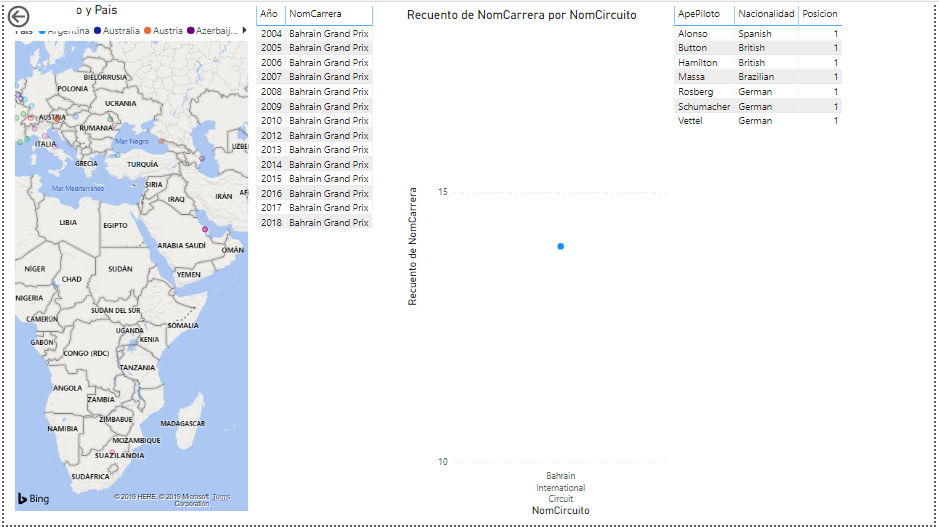 o y Pais
Pais Argentina Australia Austria Azerbaij...
BIELORRUSIA
POLONIA
UCRANIA
AUSTRIA
RUMANIA
ITALIA
Mar Negro
UZBE
GRECIA
TURQUÍA
Mar Mediterráneo
SIRIA
IRAQ
IRÁN
AF
LIBIA
EGIPTO
ARABIA SAUDÍ
OMÁN
NÍGER
CHAD
SUDÁN
YEMEN
NIGERIA
SUDÁN DEL SUR
CAMERÚN
SOMALIA
UGANDA
GABÓN
KENIA
CONGO (RDC)
TANZANIA
ANGOLA
ZAMBIA
ZIMBABUE
NAMIBIA
MADAGASCAR
MOZAMBIQUE
SUAZILANDIA
SUDÁFRICA
Bing
© 2019 HERE, © 2019 Microsoft Corporation Terms
Año NomCarrera
2004 Bahrain Grand Prix
2005 Bahrain Grand Prix
2006 Bahrain Grand Prix
2007 Bahrain Grand Prix
2008 Bahrain Grand Prix
2009 Bahrain Grand Prix
2010 Bahrain Grand Prix
2012 Bahrain Grand Prix
2013 Bahrain Grand Prix
2014 Bahrain Grand Prix
2015 Bahrain Grand Prix
2016 Bahrain Grand Prix
2017 Bahrain Grand Prix
2018 Bahrain Grand Prix
Recuento de NomCarrera por NomCircuito
Recuento de NomCarrera
15
10
Bahrain
International
Circuit
NomCircuito
ApePiloto Nacionalidad Posicion
Alonso Spanish 1
Button British 1
Hamilton British 1
Massa Brazilian 1
Rosberg German 1
Schumacher German 1
Vettel German 1